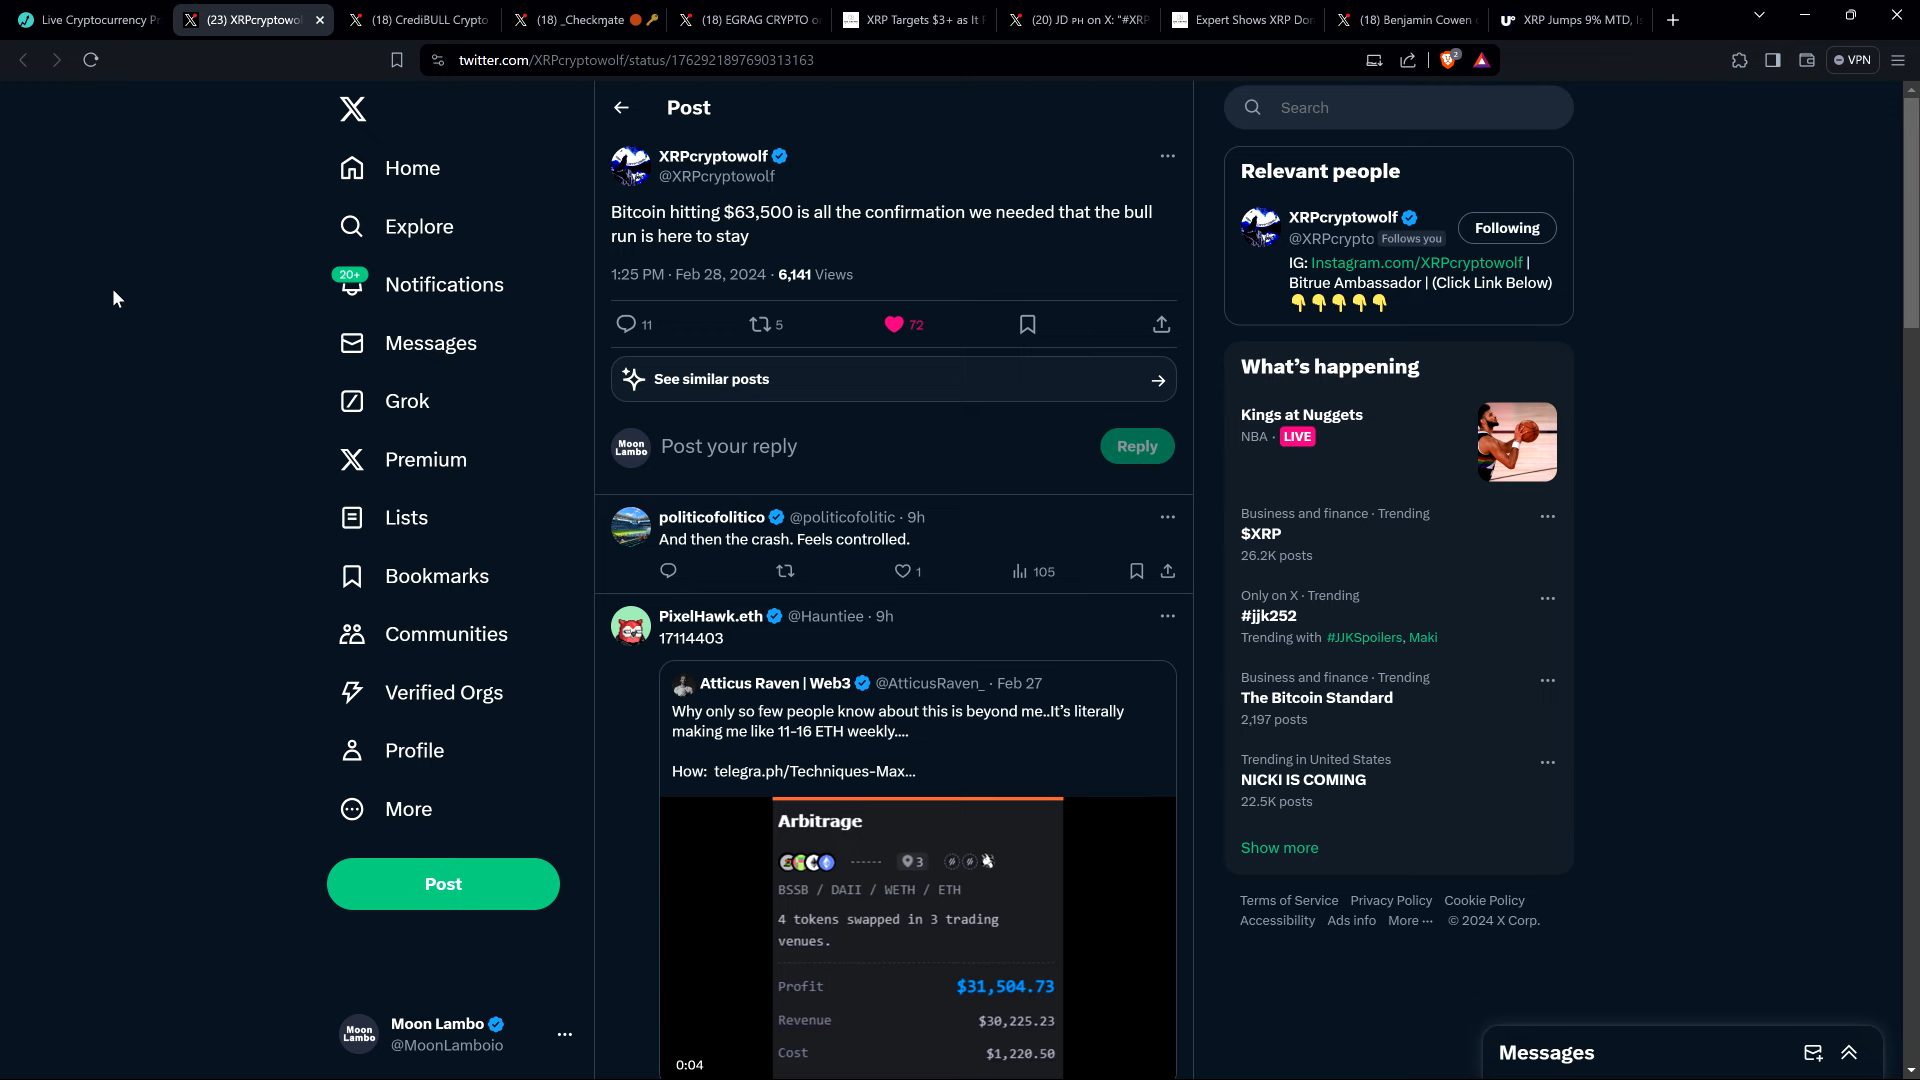 Live Cryptocurrency Pr
(23) XRPcryptowol
(18) CrediBULL Crypto
(18) _Checkmate 🟠🔑
(18) EGRAG CRYPTO o
XRP Targets $3+ as It F
(20) JD ᴘʜ on X: "#XRP
Expert Shows XRP Don
(18) Benjamin Cowen
XRP Jumps 9% MTD, Is
twitter.com/XRPcryptowolf/status/1762921897690313163
2
VPN
Home
Explore
20+
Notifications
Messages
Grok
Premium
Lists
Bookmarks
Communities
Verified Orgs
Profile
More
Post
Moon Lambo
Moon Lambo
@MoonLamboio
Post
XRPcryptowolf
@XRPcryptowolf
Bitcoin hitting $63,500 is all the confirmation we needed that the bull
run is here to stay
1:25 PM · Feb 28, 2024 · 6,141 Views
11
5
72
See similar posts
Moon Lambo
Post your reply
Reply
politicofolitico @politicofolitic · 9h
And then the crash. Feels controlled.
1
105
PixelHawk.eth @Hauntiee · 9h
17114403
Atticus Raven | Web3 @AtticusRaven_ · Feb 27
Why only so few people know about this is beyond me..It's literally
making me like 11-16 ETH weekly....
How: telegra.ph/Techniques-Max...
Arbitrage
3
BSSB / DAII / WETH / ETH
4 tokens swapped in 3 trading
venues.
Profit $31,504.73
Revenue $30,225.23
Cost $1,220.50
0:04
Search
Relevant people
XRPcryptowolf
@XRPcrypto Follows you
Following
IG: Instagram.com/XRPcryptowolf |
Bitrue Ambassador | (Click Link Below)
👇👇👇👇👇
What's happening
Kings at Nuggets
NBA · LIVE
Business and finance · Trending
$XRP
26.2K posts
Only on X · Trending
#jjk252
Trending with #JJKSpoilers, Maki
Business and finance · Trending
The Bitcoin Standard
2,197 posts
Trending in United States
NICKI IS COMING
22.5K posts
Show more
Terms of Service Privacy Policy Cookie Policy
Accessibility Ads info More ··· © 2024 X Corp.
Messages